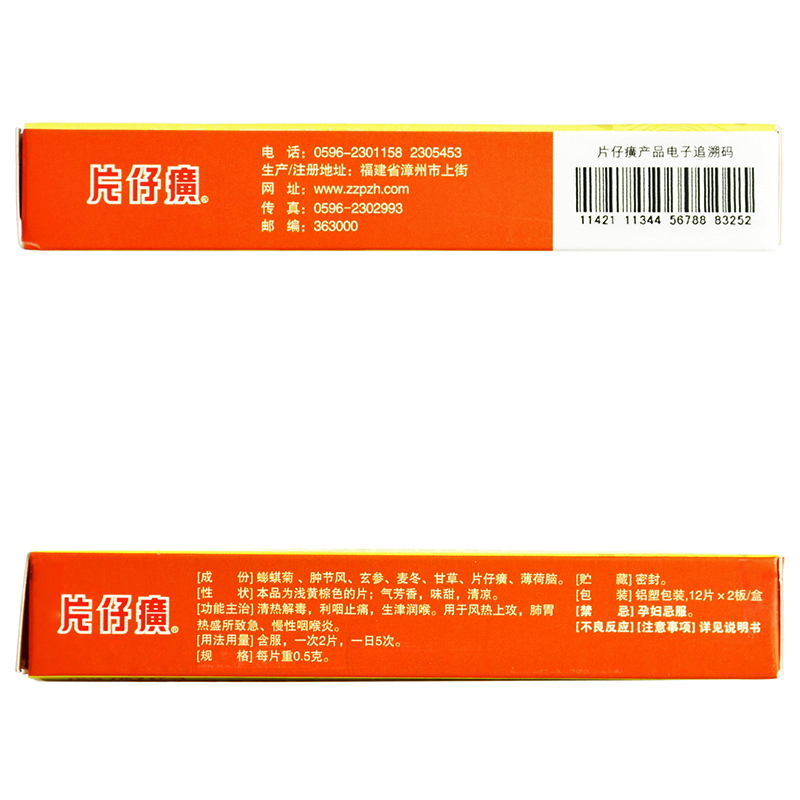 片仔癀®
电 话：0596-2301158 2305453
生产/注册地址：福建省漳州市上街
网 址：www.zzpzh.com
传 真：0596-2302993
邮 编：363000
片仔癀产品电子追溯码
11421 11344 56788 83252
片仔癀®
[成 份] 蟛蜞菊、肿节风、玄参、麦冬、甘草、片仔癀、薄荷脑。
[性 状] 本品为浅黄棕色的片；气芳香，味甜，清凉。
[功能主治] 清热解毒，利咽止痛，生津润喉。用于风热上攻，肺胃
热盛所致急、慢性咽喉炎。
[用法用量] 含服，一次2片，一日5次。
[规 格] 每片重0.5克。
[贮 藏] 密封。
[包 装] 铝塑包装,12片×2板/盒
[禁 忌] 孕妇忌服。
[不良反应] [注意事项] 详见说明书